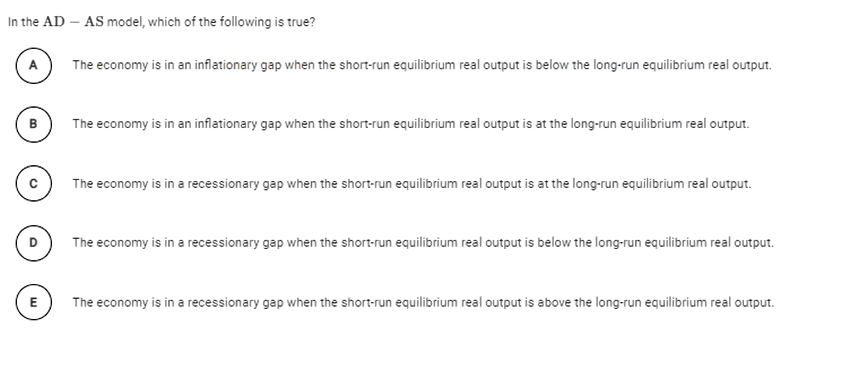 In the AD – AS model, which of the following is true?
A The economy is in an inflationary gap when the short-run equilibrium real output is below the long-run equilibrium real output.
B The economy is in an inflationary gap when the short-run equilibrium real output is at the long-run equilibrium real output.
C The economy is in a recessionary gap when the short-run equilibrium real output is at the long-run equilibrium real output.
D The economy is in a recessionary gap when the short-run equilibrium real output is below the long-run equilibrium real output.
E The economy is in a recessionary gap when the short-run equilibrium real output is above the long-run equilibrium real output.